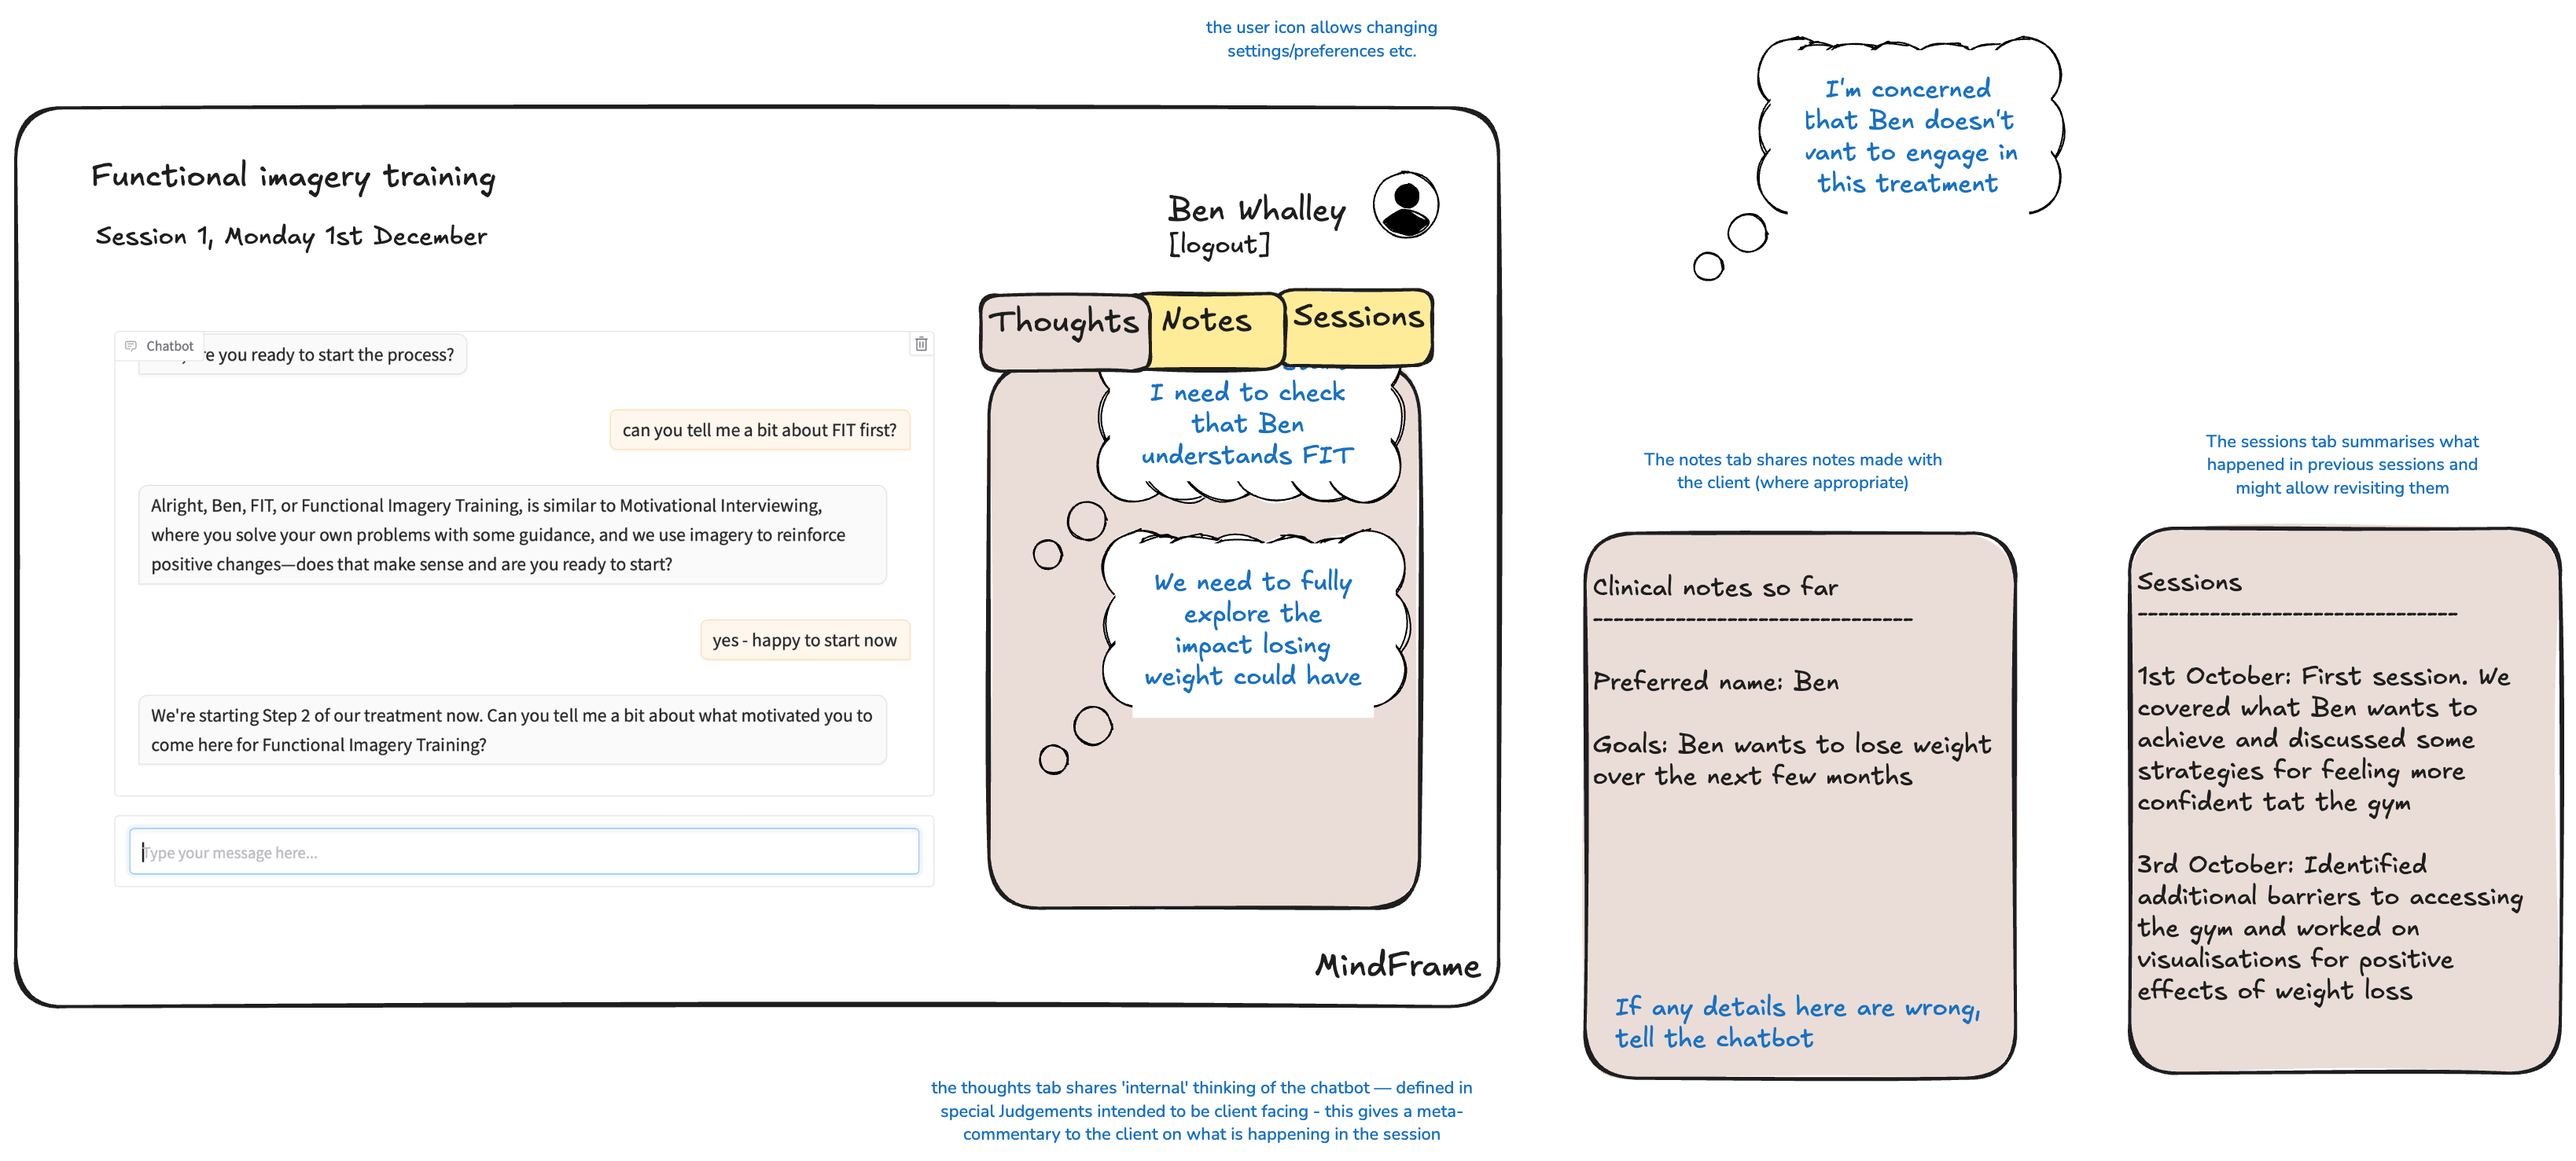 the user icon allows changing
settings/preferences etc.
Functional imagery training
Session 1, Monday 1st December
Ben Whalley
[logout]
Chatbot
re you ready to start the process?
can you tell me a bit about FIT first?
Alright, Ben, FIT, or Functional Imagery Training, is similar to Motivational Interviewing,
where you solve your own problems with some guidance, and we use imagery to reinforce
positive changes—does that make sense and are you ready to start?
yes - happy to start now
We're starting Step 2 of our treatment now. Can you tell me a bit about what motivated you to
come here for Functional Imagery Training?
Type your message here...
Thoughts
Notes
Sessions
I need to check
that Ben
understands FIT
We need to fully
explore the
impact losing
weight could have
MindFrame
the thoughts tab shares 'internal' thinking of the chatbot — defined in
special Judgements intended to be client facing - this gives a meta-
commentary to the client on what is happening in the session
I'm concerned
that Ben doesn't
want to engage in
this treatment
The notes tab shares notes made with
the client (where appropriate)
Clinical notes so far
-------------------------------
Preferred name: Ben
Goals: Ben wants to lose weight
over the next few months
If any details here are wrong,
tell the chatbot
The sessions tab summarises what
happened in previous sessions and
might allow revisiting them
Sessions
-------------------------------
1st October: First session. We
covered what Ben wants to
achieve and discussed some
strategies for feeling more
confident tat the gym
3rd October: Identified
additional barriers to accessing
the gym and worked on
visualisations for positive
effects of weight loss